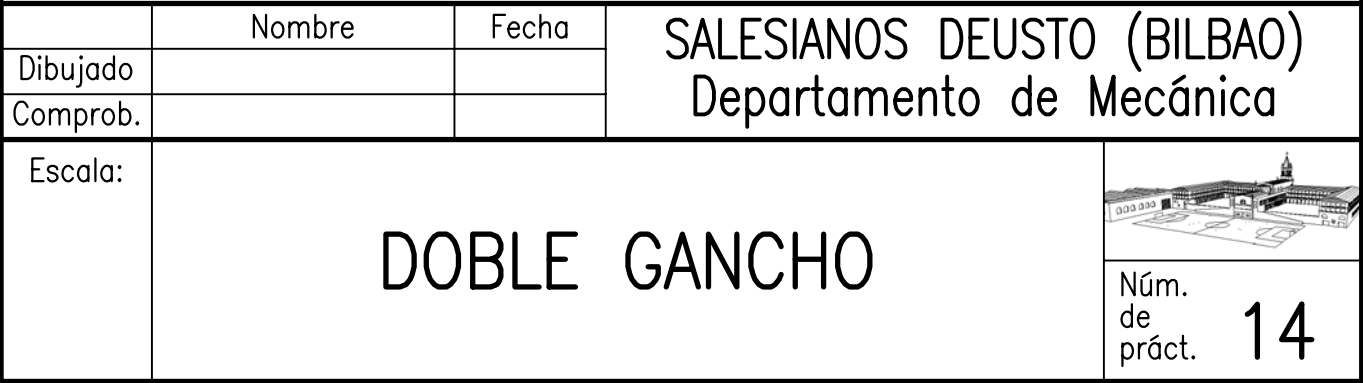 Nombre Fecha
Dibujado
Comprob.
SALESIANOS DEUSTO (BILBAO)
Departamento de Mecánica
Escala:
DOBLE GANCHO
Núm.
de
práct.
14